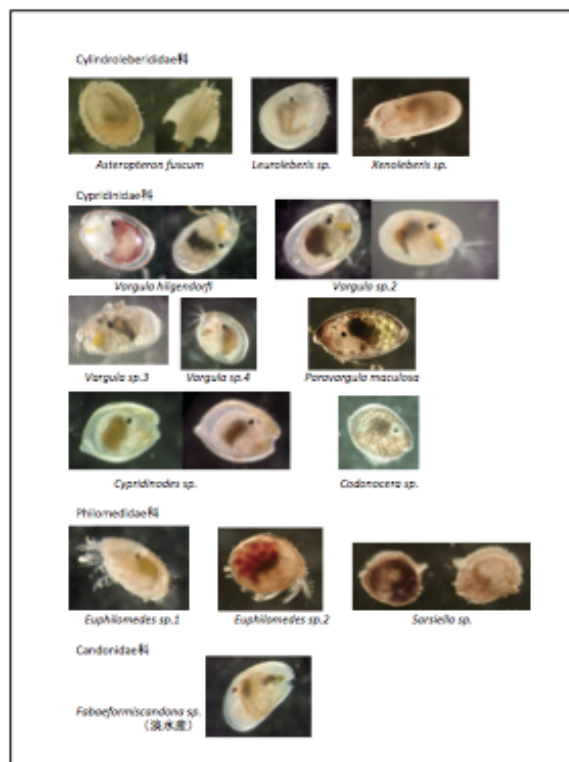 Cylindroleberididae科
Asteropteron fuscum Leuroleberis sp. Xenoleberis sp.
Cypridinidae科
Vargula hilgendorfi Vargula sp.2
Vargula sp.3 Vargula sp.4 Paravargula maculosa
Cypridinodes sp. Codonocera sp.
Philomedidae科
Euphilomedes sp.1 Euphilomedes sp.2 Sarsiella sp.
Candonidae科
Fabaeformiscandona sp.
（淡水産）